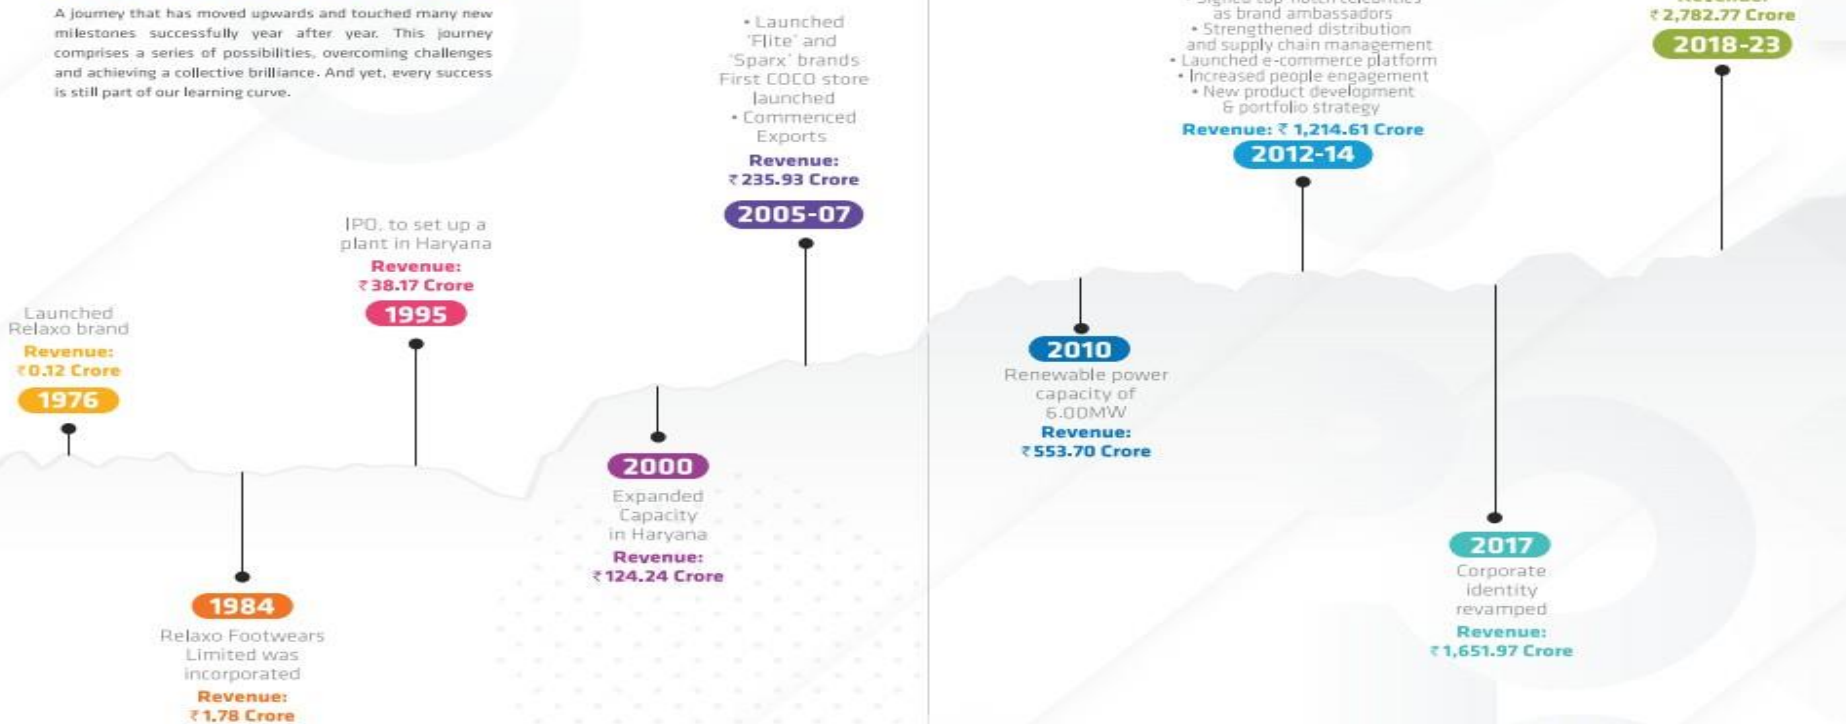 A journey that has moved upwards and touched many new
milestones successfully year after year. This journey
comprises a series of possibilities, overcoming challenges
and achieving a collective brilliance. And yet, every success
is still part of our learning curve.
Launched
Relaxo brand
Revenue:
₹0.12 Crore
1976
1984
Relaxo Footwears
Limited was
incorporated
Revenue:
₹1.78 Crore
IPO, to set up a
plant in Haryana
Revenue:
₹38.17 Crore
1995
2000
Expanded
Capacity
in Haryana
Revenue:
₹124.24 Crore
• Launched
'Flite' and
'Sparx' brands
First COCO store
launched
• Commenced
Exports
Revenue:
₹235.93 Crore
2005-07
2010
Renewable power
capacity of
6.00MW
Revenue:
₹553.70 Crore
• Signed top-notch celebrities
as brand ambassadors
• Strengthened distribution
and supply chain management
• Launched e-commerce platform
• Increased people engagement
• New product development
& portfolio strategy
Revenue: ₹ 1,214.61 Crore
2012-14
2017
Corporate
identity
revamped
Revenue:
₹1,651.97 Crore
₹2,782.77 Crore
2018-23